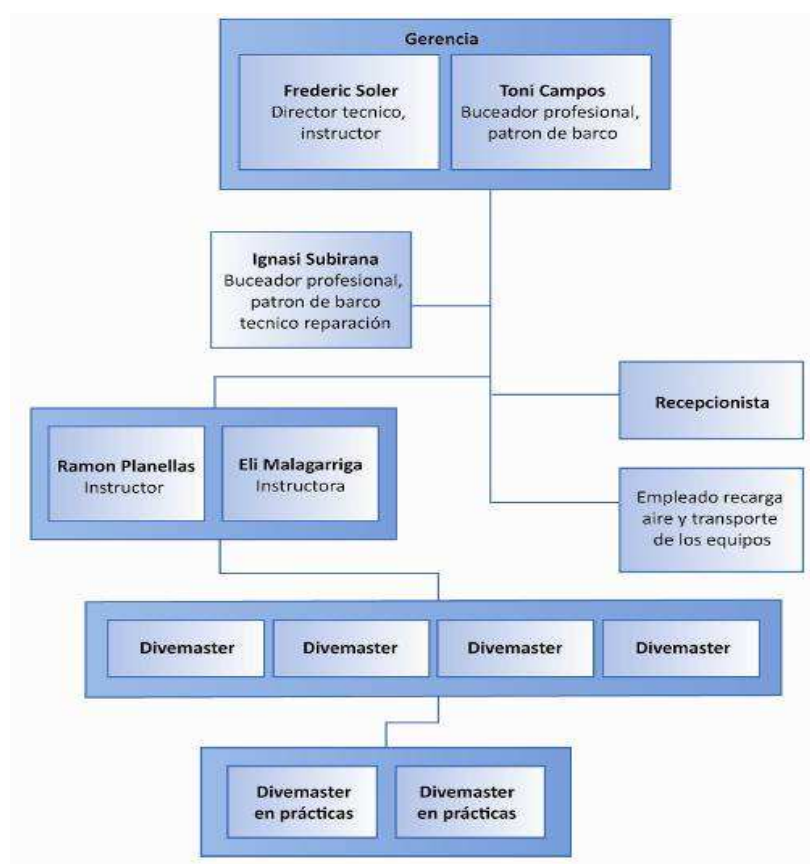 Gerencia
Frederic Soler
Director tecnico,
instructor
Toni Campos
Buceador profesional,
patron de barco
Ignasi Subirana
Buceador profesional,
patron de barco
tecnico reparación
Recepcionista
Ramon Planellas
Instructor
Eli Malagarriga
Instructora
Empleado recarga
aire y transporte
de los equipos
Divemaster
Divemaster
Divemaster
Divemaster
Divemaster
en prácticas
Divemaster
en prácticas